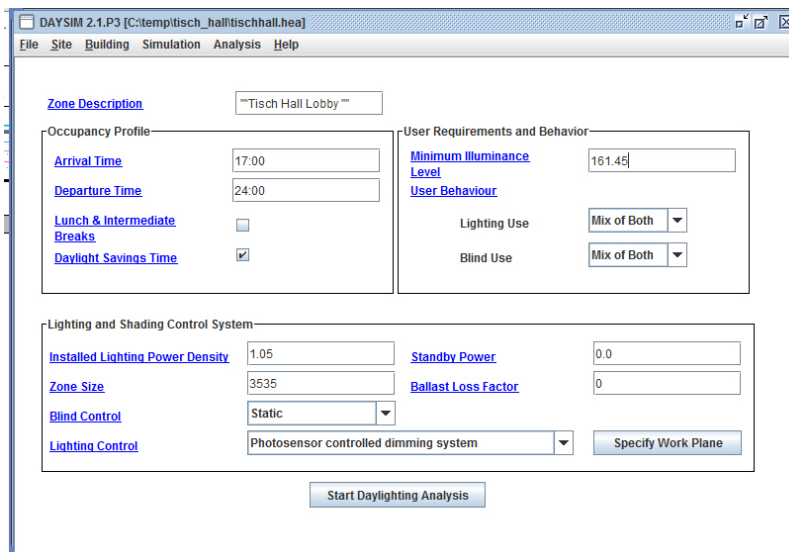 DAYSIM 2.1.P3 [C:\temp\tisch_hall\tischhall.hea]
File Site Building Simulation Analysis Help
Zone Description ""Tisch Hall Lobby ""
Occupancy Profile
Arrival Time 17:00
Departure Time 24:00
Lunch & Intermediate
Breaks
Daylight Savings Time
User Requirements and Behavior
Minimum Illuminance 161.45
Level
User Behaviour
Lighting Use Mix of Both
Blind Use Mix of Both
Lighting and Shading Control System
Installed Lighting Power Density 1.05 Standby Power 0.0
Zone Size 3535 Ballast Loss Factor 0
Blind Control Static
Lighting Control Photosensor controlled dimming system Specify Work Plane
Start Daylighting Analysis